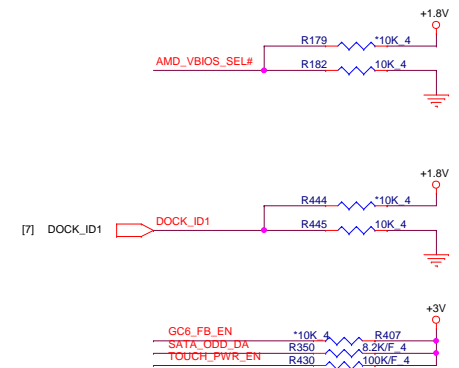 +1.8V
R179 *10K_4
AMD_VBIOS_SEL# R182 10K_4
+1.8V
R444 *10K_4
[7] DOCK_ID1 DOCK_ID1 R445 10K_4
+3V
GC6_FB_EN *10K_4 R407
SATA_ODD_DA R350 8.2K/F_4
TOUCH_PWR_EN R430 100K/F_4